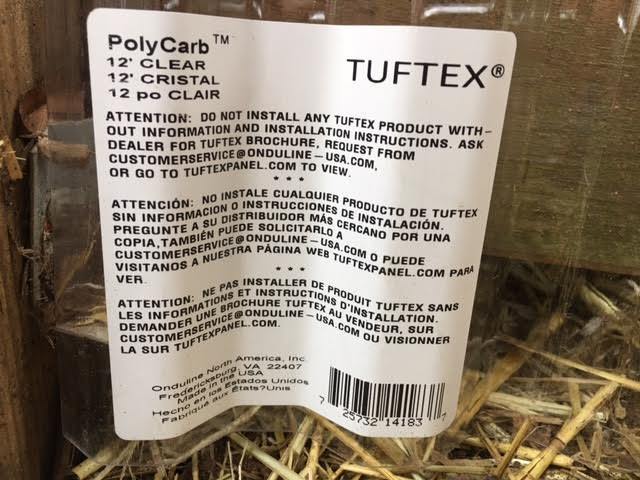 PolyCarb™
TUFTEX®
12' CLEAR
12' CRISTAL
12 po CLAIR
ATTENTION: DO NOT INSTALL ANY TUFTEX PRODUCT WITH-
OUT INFORMATION AND INSTALLATION INSTRUCTIONS. ASK
DEALER FOR TUFTEX BROCHURE, REQUEST FROM
CUSTOMERSERVICE@ONDULINE-USA.COM,
OR GO TO TUFTEXPANEL.COM TO VIEW.
* * *
ATTENCIÓN: NO INSTALE CUALQUIER PRODUCTO DE TUFTEX
SIN INFORMACION O INSTRUCCIONES DE INSTALACIÓN.
PREGUNTE A SU DISTRIBUIDOR MÁS CERCANO POR UNA
COPIA,TAMBIÉN PUEDE SOLICITARLO A
CUSTOMERSERVICE@ONDULINE-USA.COM O PUEDE
VISITANOS A NUESTRA PÁGINA WEB TUFTEXPANEL.COM PARA
VER.
* * *
ATTENTION: NE PAS INSTALLER DE PRODUIT TUFTEX SANS
LES INFORMATIONS ET INSTRUCTIONS D'INSTALLATION.
DEMANDER UNE BROCHURE TUFTEX AU VENDEUR, SUR
CUSTOMERSERVICE@ONDULINE-USA.COM OU VISIONNER
LA SUR TUFTEXPANEL.COM.
Onduline North America, Inc
Fredericksburg, VA 22407
Made in the USA
Hecho en los Estados Unidos
Fabriqué aux États?Unis
7 25732 14183 7